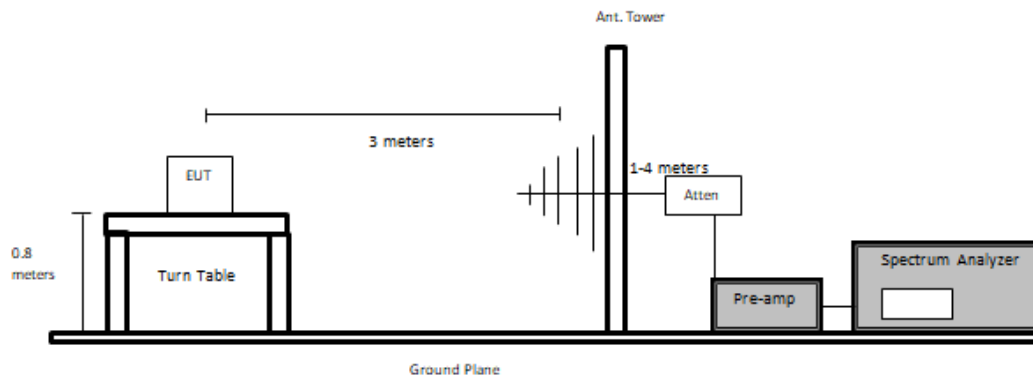 Ant. Tower
3 meters
EUT
1-4 meters
Atten
0.8
meters
Turn Table
Spectrum Analyzer
Pre-amp
Ground Plane